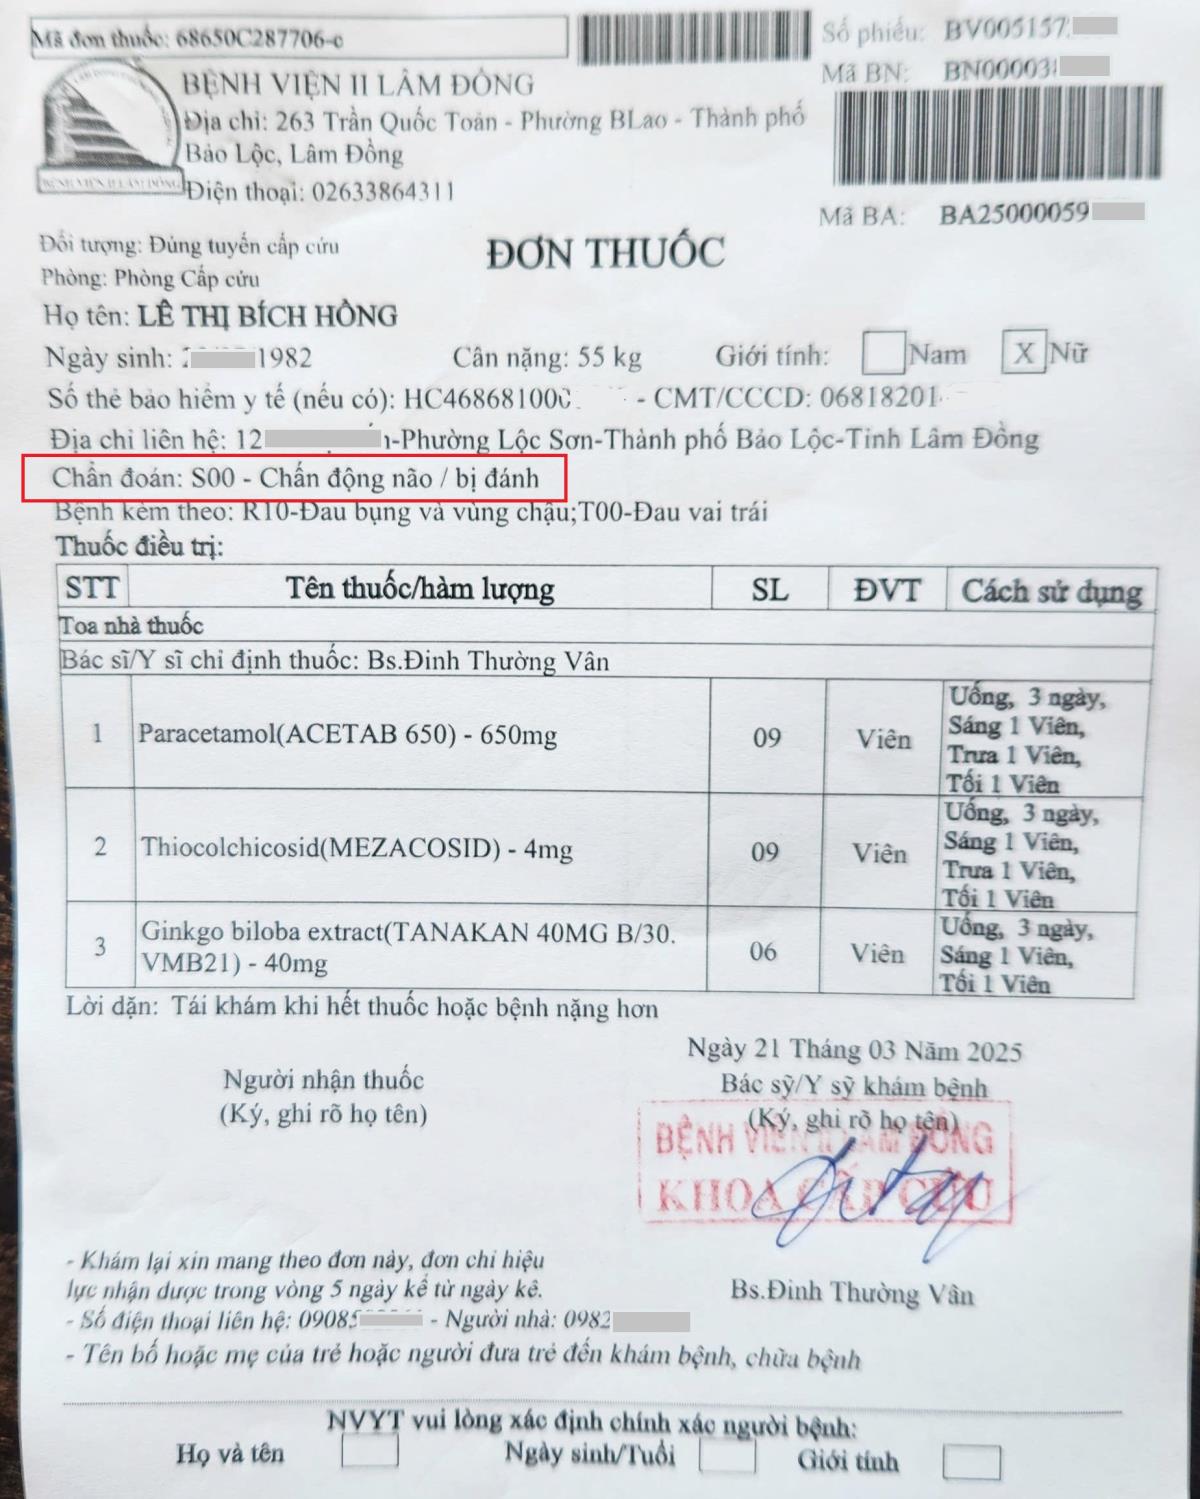 Mã đơn thuốc: 68650C287706-c
Số phiếu: BV005157
Mã BN: BN00003
BỆNH VIỆN II LÂM ĐỒNG
Địa chỉ: 263 Trần Quốc Toản - Phường BLao - Thành phố
Bảo Lộc, Lâm Đồng
BỆNH VIỆN II LÂM ĐỒNG
Điện thoại: 02633864311
Mã BA: BA25000059
Đối tượng: Đúng tuyến cấp cứu
ĐƠN THUỐC
Phòng: Phòng Cấp cứu
Họ tên: LÊ THỊ BÍCH HỒNG
Ngày sinh: 1982 Cân nặng: 55 kg Giới tính: Nam X Nữ
Số thẻ bảo hiểm y tế (nếu có): HC468681000 - CMT/CCCD: 06818201
Địa chỉ liên hệ: 12 -Phường Lộc Sơn-Thành phố Bảo Lộc-Tỉnh Lâm Đồng
Chẩn đoán: S00 - Chấn động não / bị đánh
Bệnh kèm theo: R10-Đau bụng và vùng chậu;T00-Đau vai trái
Thuốc điều trị:
STT Tên thuốc/hàm lượng SL ĐVT Cách sử dụng
Toa nhà thuốc
Bác sĩ/Y sĩ chỉ định thuốc: Bs.Đinh Thường Vân
1 Paracetamol(ACETAB 650) - 650mg 09 Viên Uống, 3 ngày,
Sáng 1 Viên,
Trưa 1 Viên,
Tối 1 Viên
2 Thiocolchicosid(MEZACOSID) - 4mg 09 Viên Uống, 3 ngày,
Sáng 1 Viên,
Trưa 1 Viên,
Tối 1 Viên
3 Ginkgo biloba extract(TANAKAN 40MG B/30.
VMB21) - 40mg 06 Viên Uống, 3 ngày,
Sáng 1 Viên,
Tối 1 Viên
Lời dặn: Tái khám khi hết thuốc hoặc bệnh nặng hơn
Ngày 21 Tháng 03 Năm 2025
Người nhận thuốc Bác sỹ/Y sỹ khám bệnh
(Ký, ghi rõ họ tên) (Ký, ghi rõ họ tên)
BỆNH VIỆN II LÂM ĐỒNG
KHOA CẤP CỨU
- Khám lại xin mang theo đơn này, đơn chỉ hiệu
lực nhận dược trong vòng 5 ngày kể từ ngày kê.
Bs.Đinh Thường Vân
- Số điện thoại liên hệ: 09085 - Người nhà: 0982
- Tên bố hoặc mẹ của trẻ hoặc người đưa trẻ đến khám bệnh, chữa bệnh
NVYT vui lòng xác định chính xác người bệnh:
Họ và tên Ngày sinh/Tuổi Giới tính